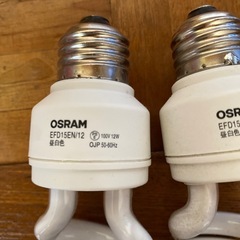 OSRAM
EFD15EN/12
昼白色
100V 12W
OJP 50-60Hz
OSRAM
EFD15
昼白色